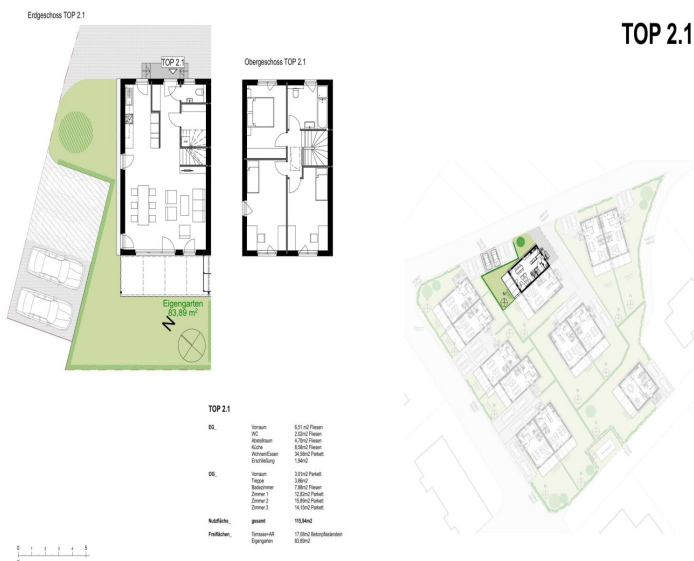 Erdgeschoss TOP 2.1
TOP 2.1
TOP 2.1
Obergeschoss TOP 2.1
Eigengarten
83,89 m²
N
TOP 2.1
EG_ Vorraum 6,51 m2 Fliesen
WC 2,02m2 Fliesen
Abstellraum 4,70m2 Fliesen
Küche 8,58m2 Fliesen
Wohnen/Essen 34,56m2 Parkett
Erschließung 1,94m2
OG_ Vorraum 3,01m2 Parkett
Treppe 3,86m2
Badezimmer 7,88m2 Fliesen
Zimmer 1 12,82m2 Parkett
Zimmer 2 15,89m2 Parkett
Zimmer 3 14,15m2 Parkett
Nutzfläche_ gesamt 115,94m2
Freiflächen_ Terrasse+AR 17,08m2 Betonpflasterstein
Eigengarten 83,89m2
0 1 2 3 4 5